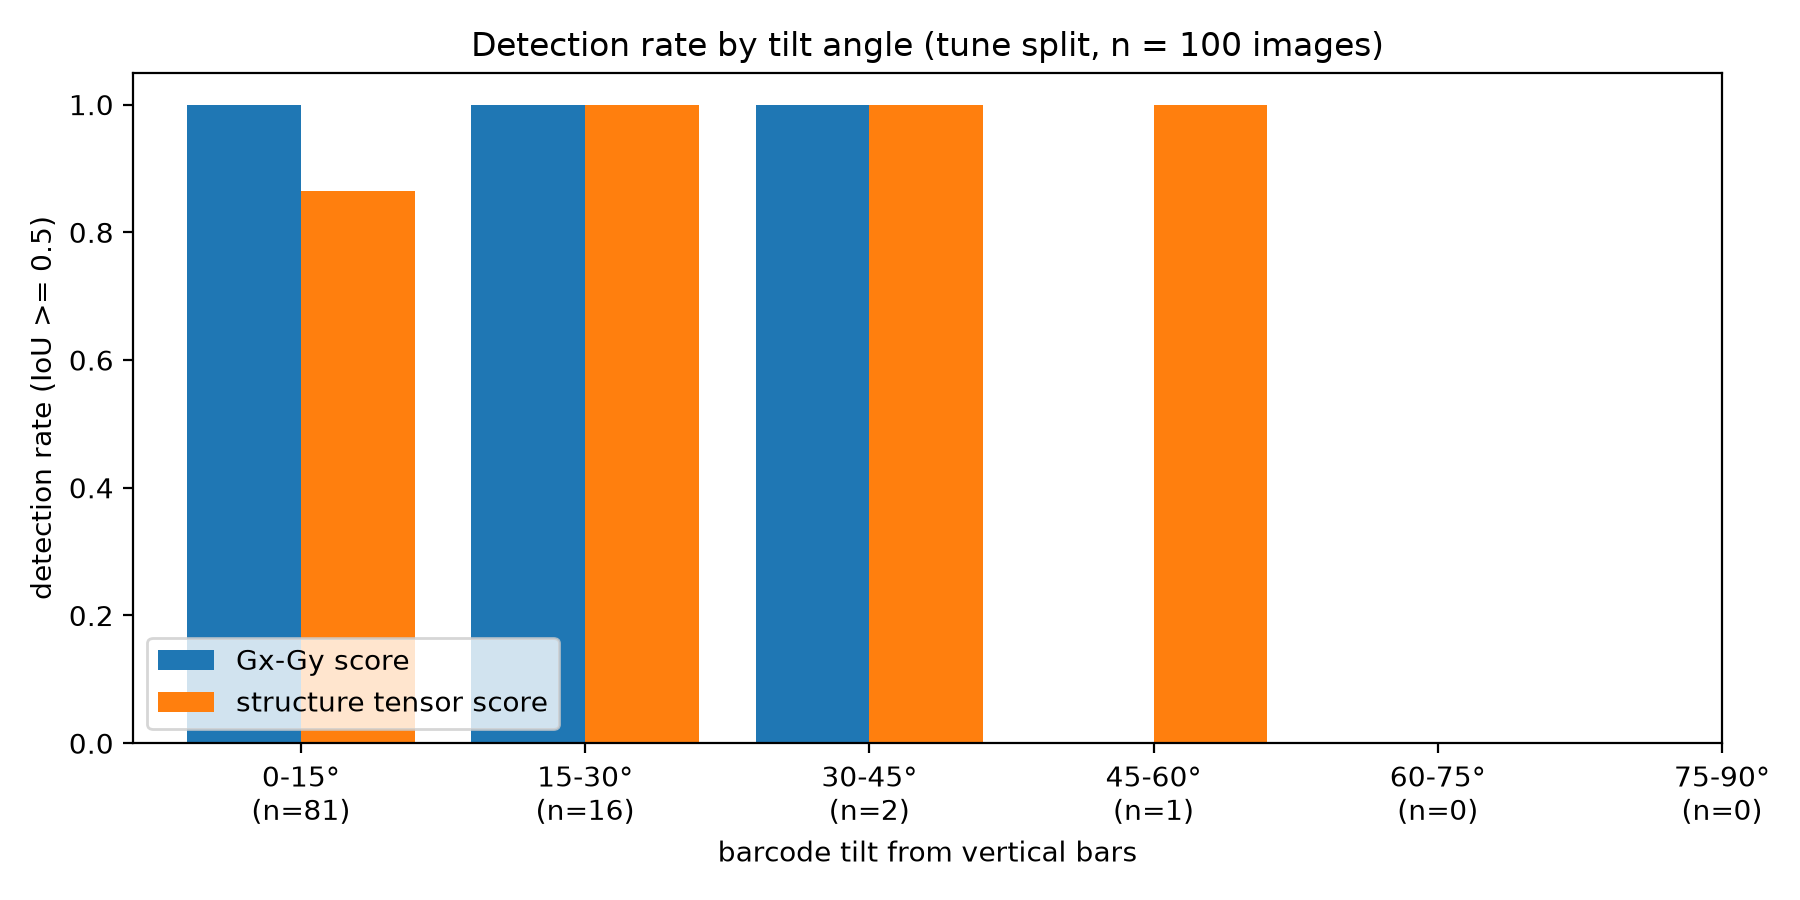 Detection rate by tilt angle (tune split, n = 100 images)
detection rate (IoU >= 0.5)
1.0
0.8
0.6
0.4
0.2
0.0
Gx-Gy score
structure tensor score
0-15° 15-30° 30-45° 45-60° 60-75° 75-90°
(n=81) (n=16) (n=2) (n=1) (n=0) (n=0)
barcode tilt from vertical bars